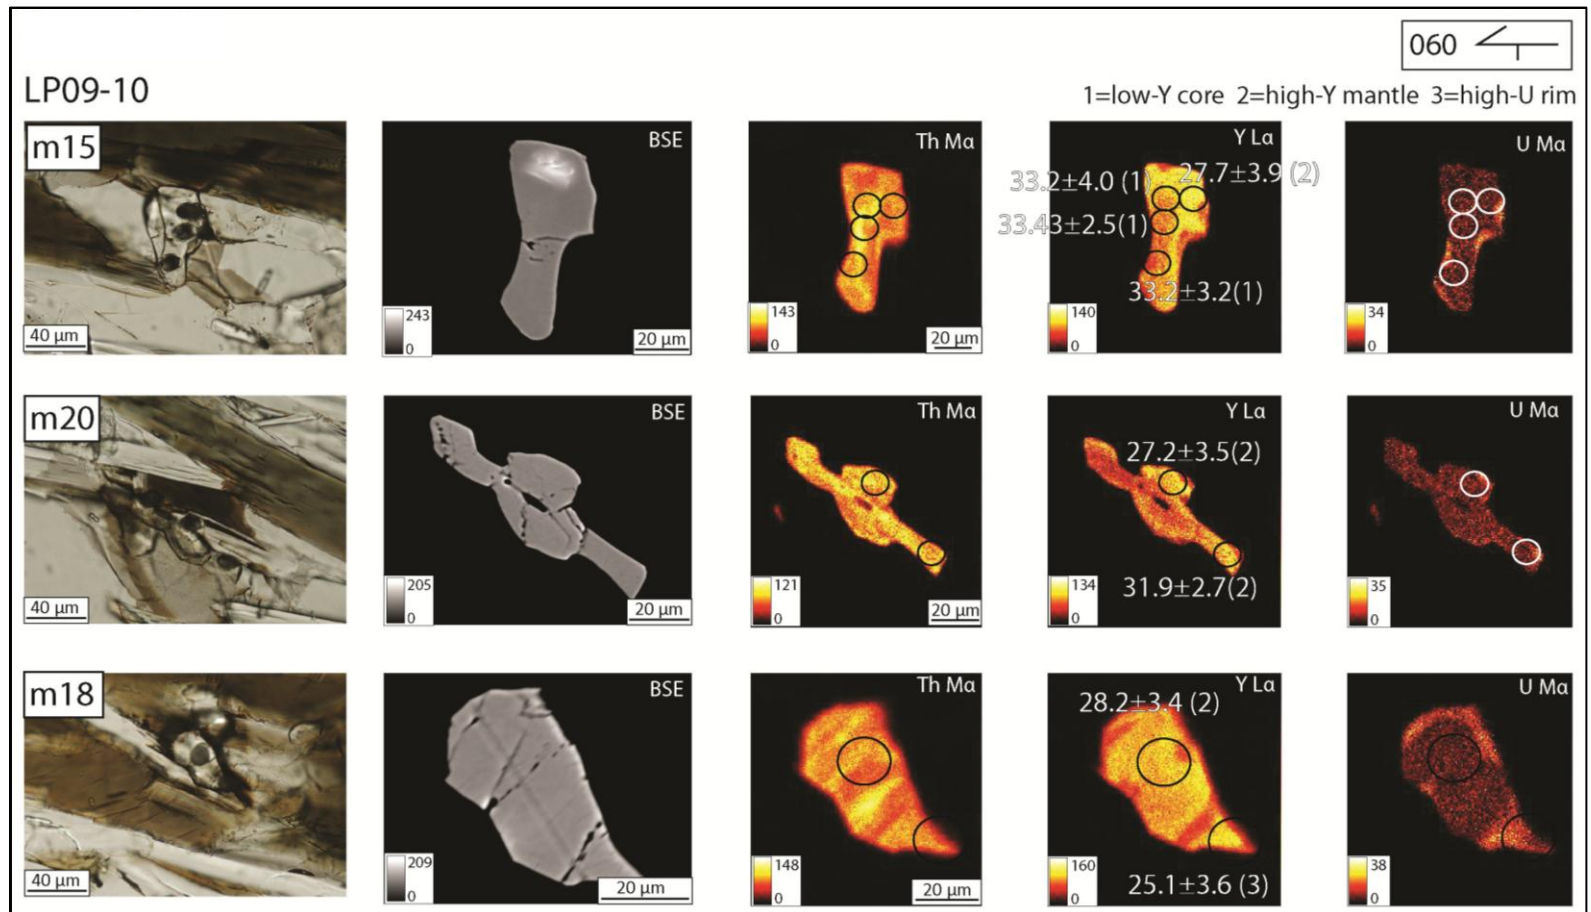 060
LP09-10
1=low-Y core 2=high-Y mantle 3=high-U rim
m15
40 µm
BSE
243
0
20 µm
Th Mα
143
0
20 µm
Y Lα
33.2±4.0 (1)
27.7±3.9 (2)
33.43±2.5(1)
33.2±3.2(1)
140
0
U Mα
34
0
m20
40 µm
BSE
205
0
20 µm
Th Mα
121
0
20 µm
Y Lα
27.2±3.5(2)
31.9±2.7(2)
134
0
U Mα
35
0
m18
40 µm
BSE
209
0
20 µm
Th Mα
148
0
20 µm
Y Lα
28.2±3.4 (2)
25.1±3.6 (3)
160
0
U Mα
38
0